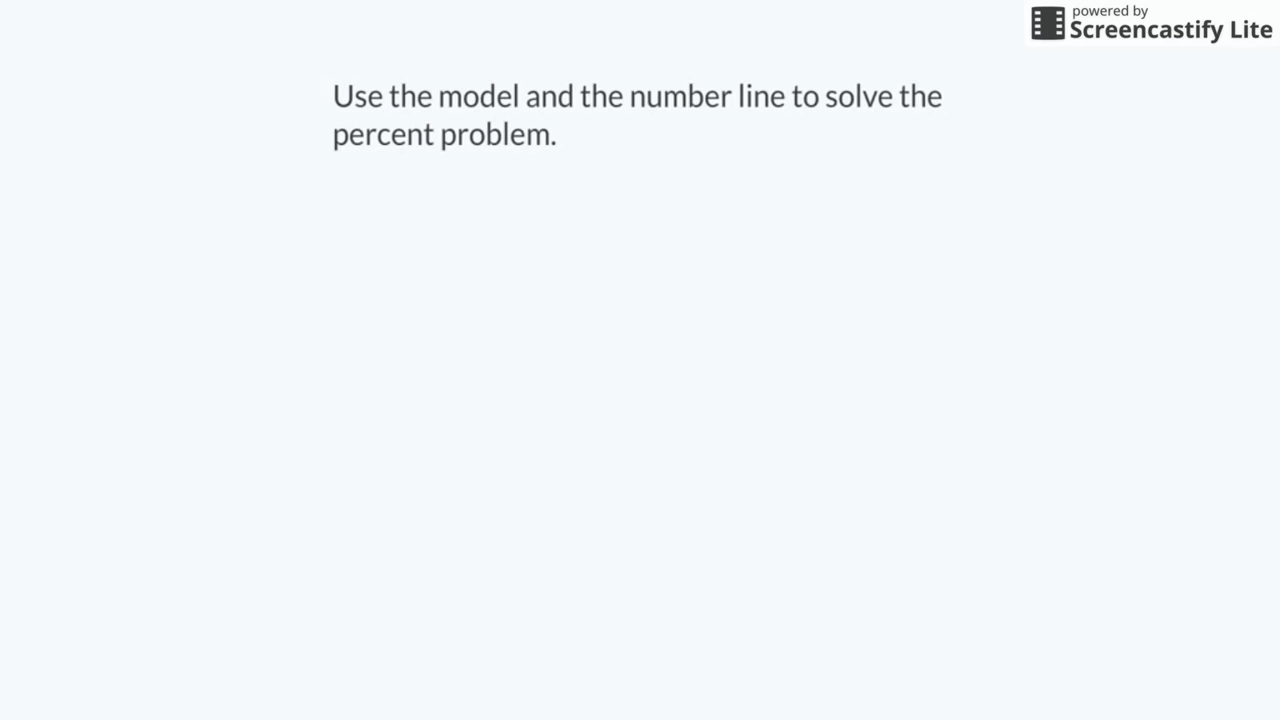 powered by
Screencastify Lite
Use the model and the number line to solve the
percent problem.